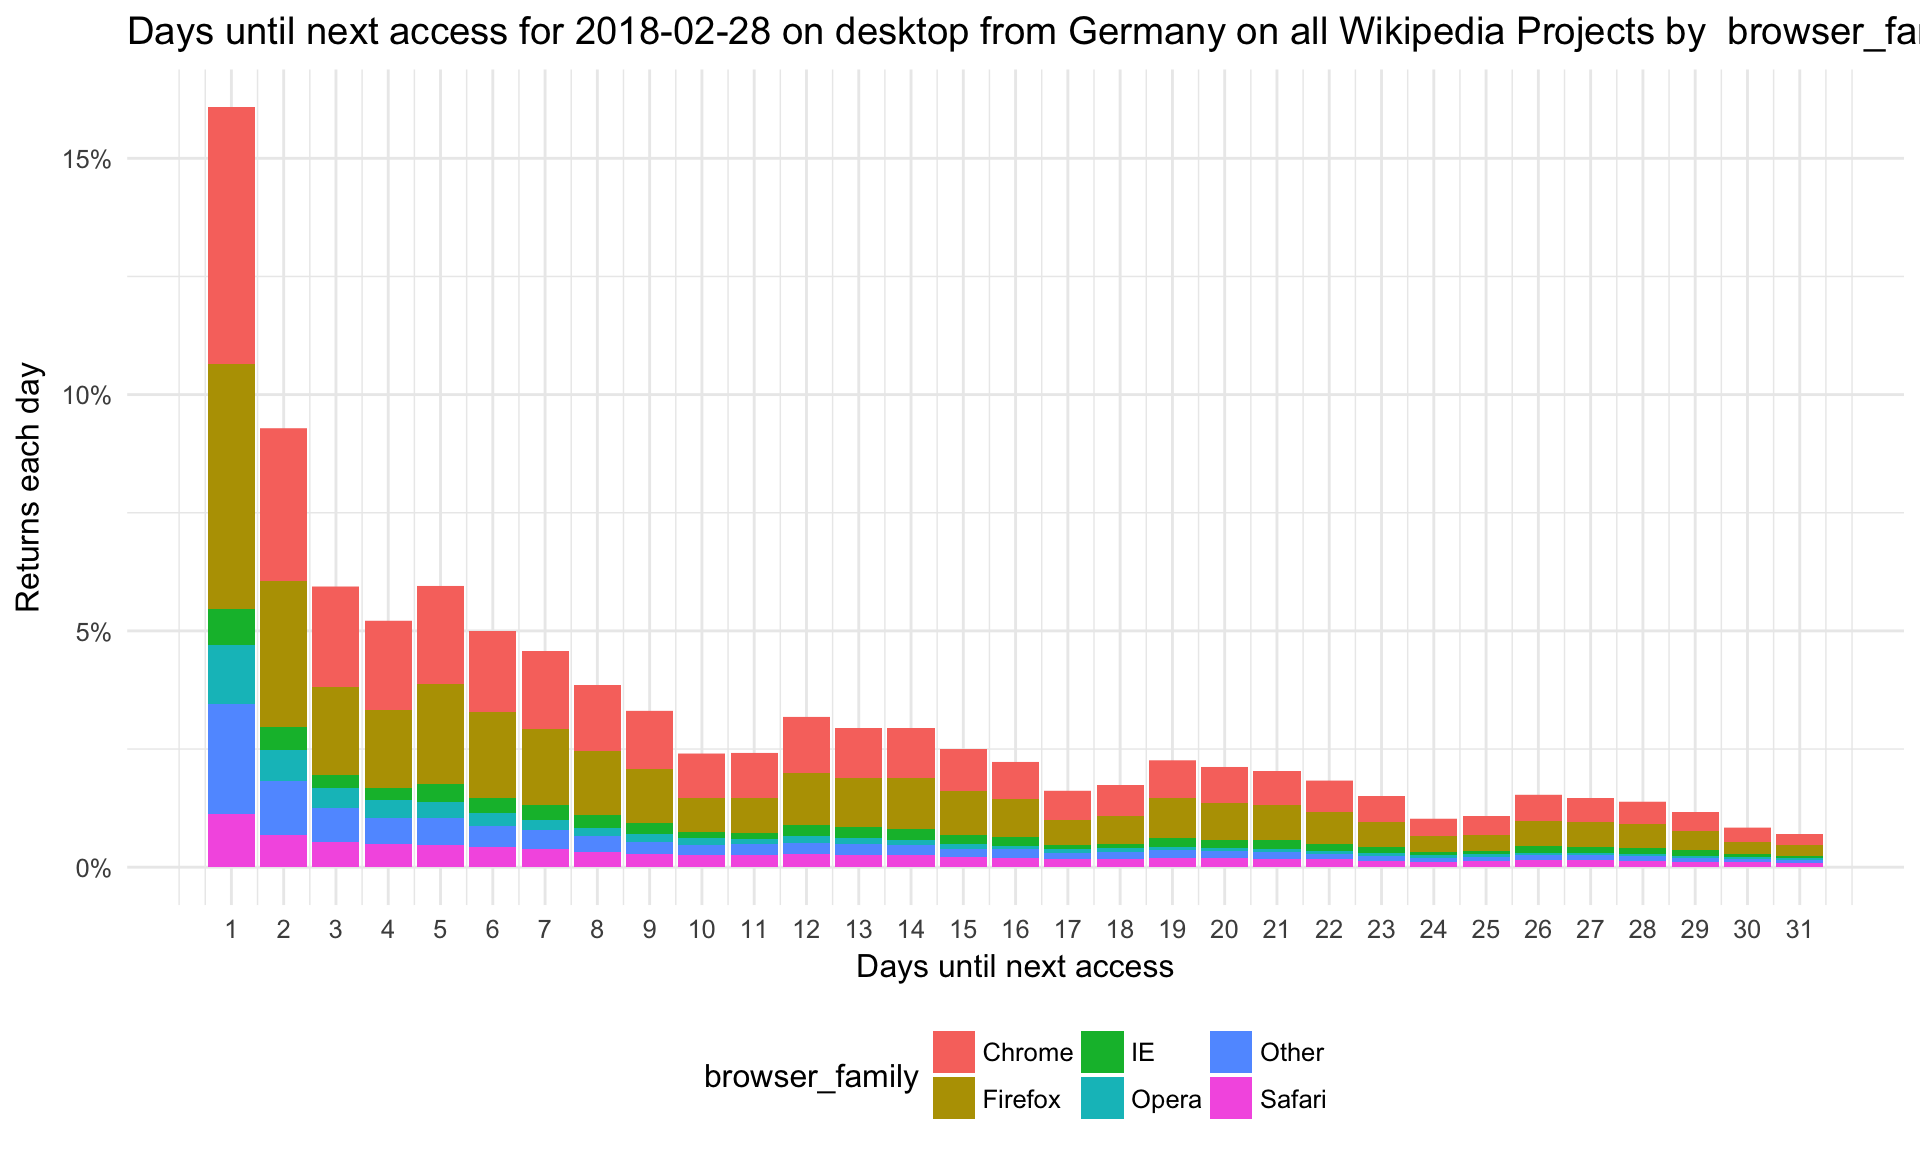 Days until next access for 2018-02-28 on desktop from Germany on all Wikipedia Projects by browser_fa
15%
10%
5%
0%
Returns each day
1 2 3 4 5 6 7 8 9 10 11 12 13 14 15 16 17 18 19 20 21 22 23 24 25 26 27 28 29 30 31
Days until next access
browser_family
Chrome IE Other
Firefox Opera Safari